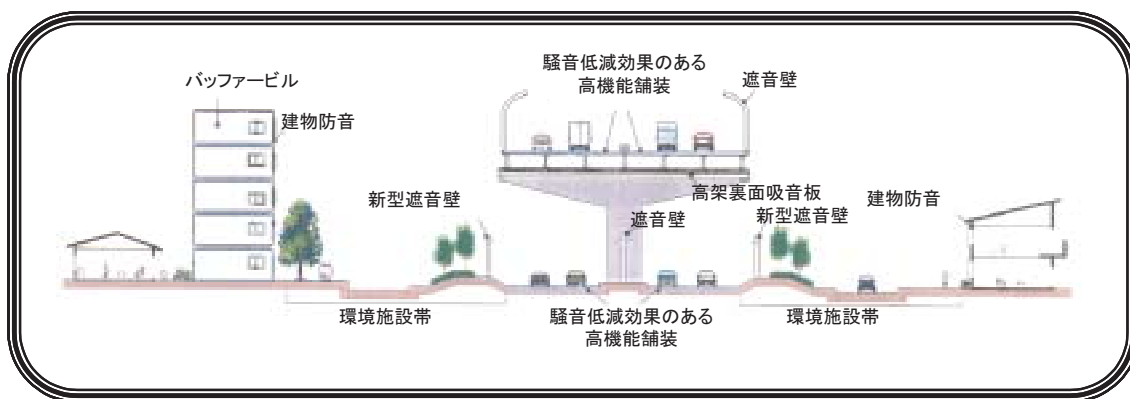 騒音低減効果のある
高機能舗装
バッファービル
遮音壁
建物防音
高架裏面吸音板
新型遮音壁
遮音壁
新型遮音壁
建物防音
環境施設帯
騒音低減効果のある
高機能舗装
環境施設帯